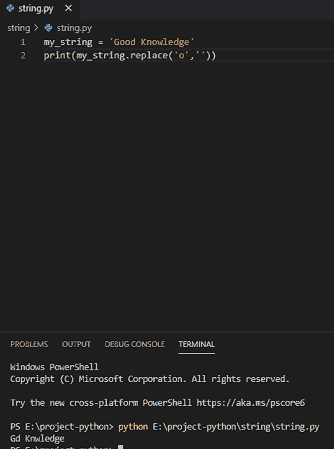 string.py
string > string.py
1 my_string = 'Good Knowledge'
2 print(my_string.replace('o',''))
PROBLEMS OUTPUT DEBUG CONSOLE TERMINAL
Windows PowerShell
Copyright (C) Microsoft Corporation. All rights reserved.
Try the new cross-platform PowerShell https://aka.ms/pscore6
PS E:\project-python> python E:\project-python\string\string.py
Gd Knwledge
PS E:\project-python>